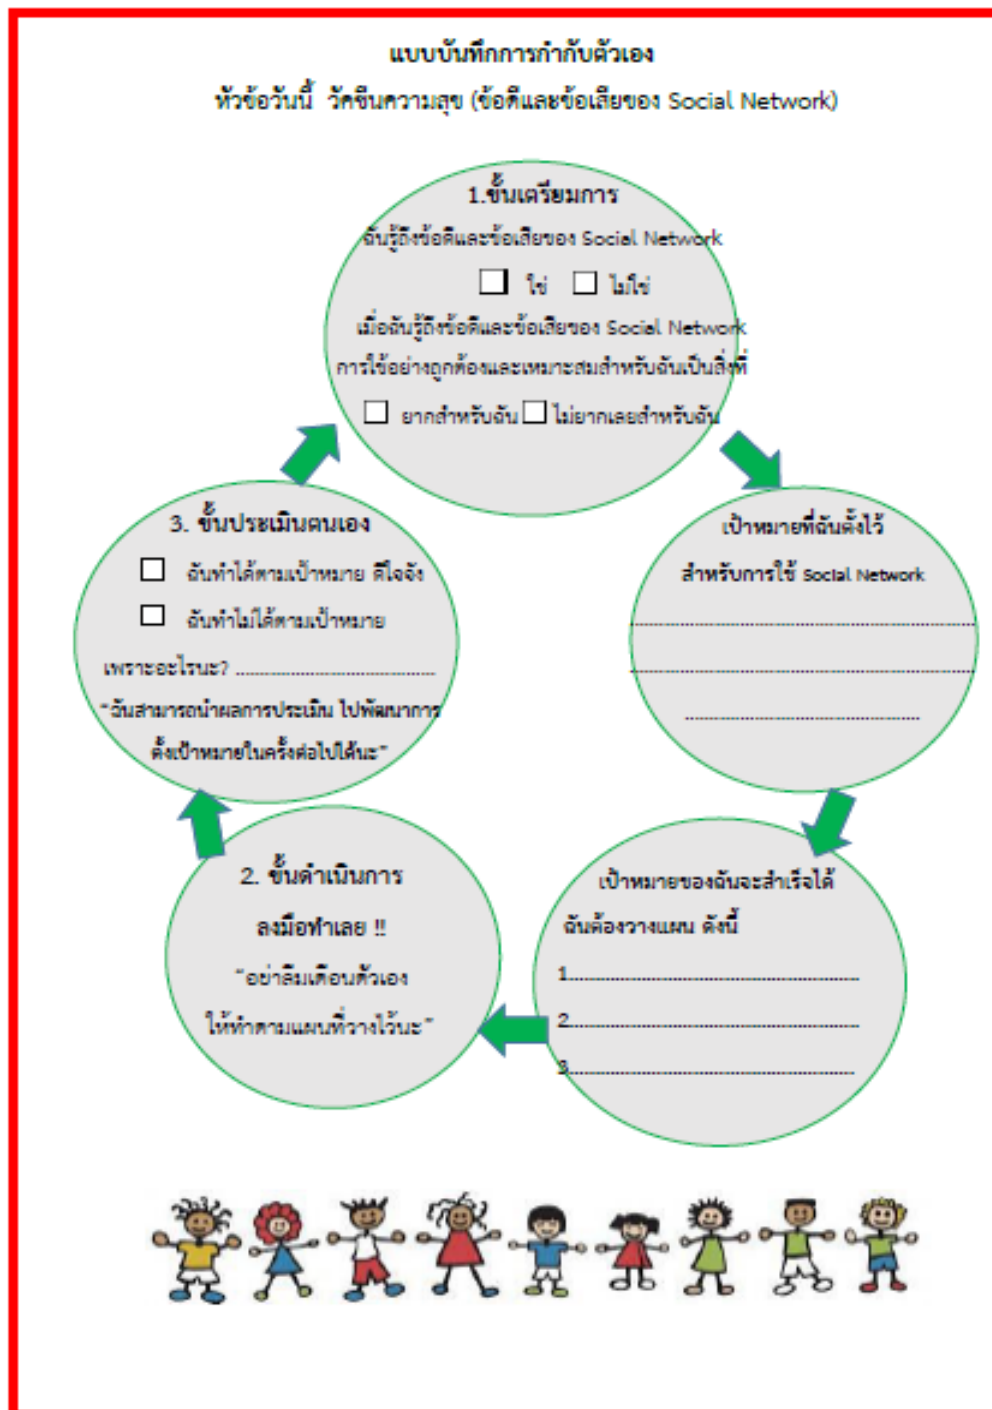 แบบบันทึกการกำกับตัวเอง
หัวข้อวันนี้ วัคซีนความสุข (ข้อดีและข้อเสียของ Social Network)
1.ขั้นเตรียมการ
ฉันรู้ถึงข้อดีและข้อเสียของ Social Network
ใช่ ไม่ใช่
เมื่อฉันรู้ถึงข้อดีและข้อเสียของ Social Network
การใช้อย่างถูกต้องและเหมาะสมสำหรับฉันเป็นสิ่งที่
ยากสำหรับฉัน ไม่ยากเลยสำหรับฉัน
เป้าหมายที่ฉันตั้งไว้
สำหรับการใช้ Social Network
เป้าหมายของฉันจะสำเร็จได้
ฉันต้องวางแผน ดังนี้
1
2
3
2. ขั้นดำเนินการ
ลงมือทำเลย !!
"อย่าลืมเตือนตัวเอง
ให้ทำตามแผนที่วางไว้นะ"
3. ขั้นประเมินตนเอง
ฉันทำได้ตามเป้าหมาย ดีใจจัง
ฉันทำไม่ได้ตามเป้าหมาย
เพราะอะไรนะ?
"ฉันสามารถนำผลการประเมิน ไปพัฒนาการ
ตั้งเป้าหมายในครั้งต่อไปได้นะ"